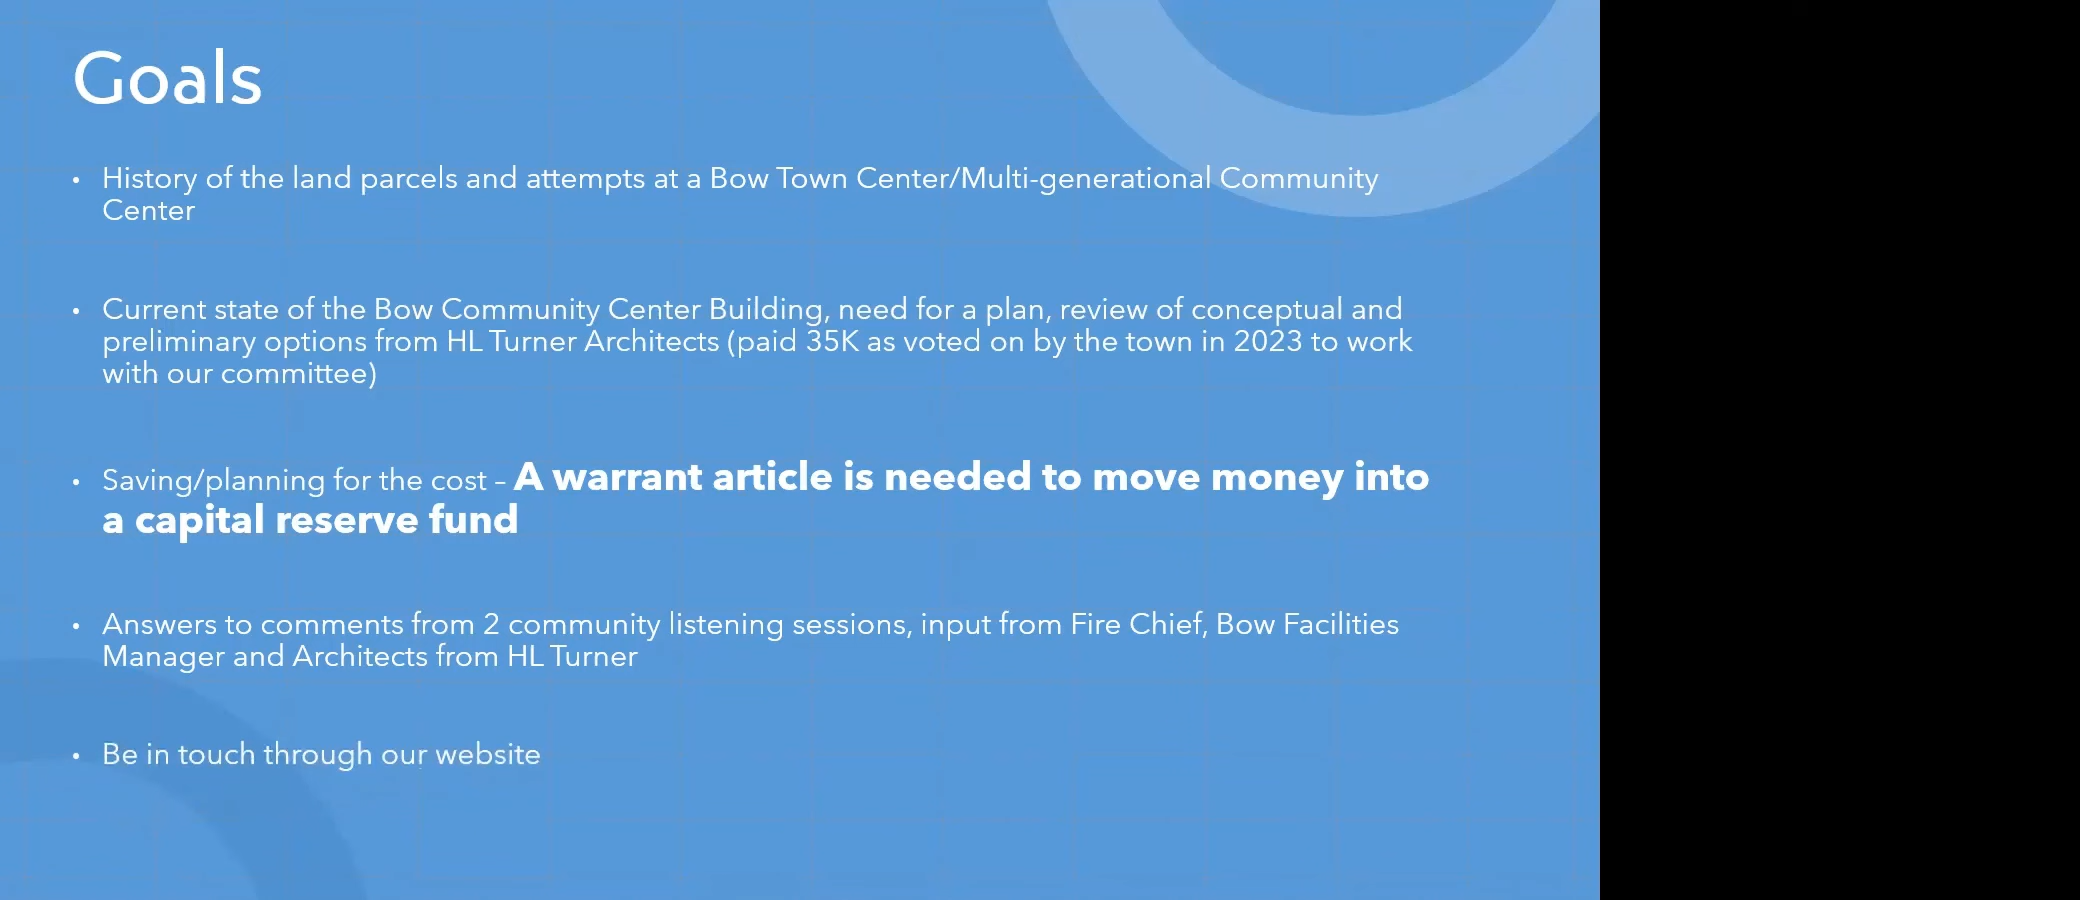 Goals
• History of the land parcels and attempts at a Bow Town Center/Multi-generational Community
Center
• Current state of the Bow Community Center Building, need for a plan, review of conceptual and
preliminary options from HL Turner Architects (paid 35K as voted on by the town in 2023 to work
with our committee)
• Saving/planning for the cost – A warrant article is needed to move money into
a capital reserve fund
• Answers to comments from 2 community listening sessions, input from Fire Chief, Bow Facilities
Manager and Architects from HL Turner
• Be in touch through our website